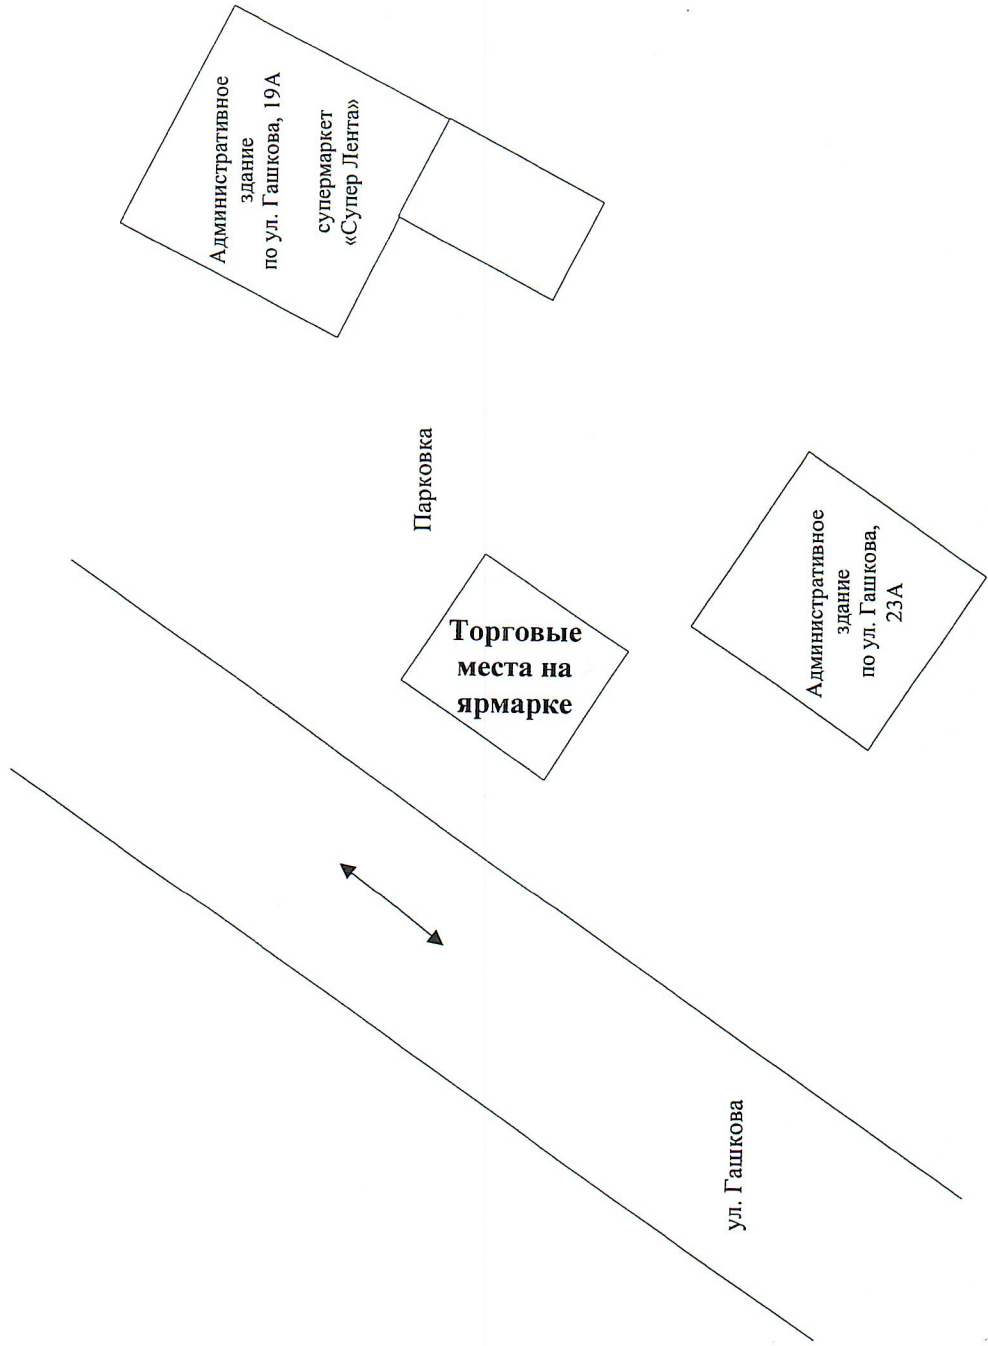 Административное
здание
по ул. Гашкова, 19А
супермаркет
«Супер Лента»
Парковка
Торговые
места на
ярмарке
Административное
здание
по ул. Гашкова,
23А
ул. Гашкова